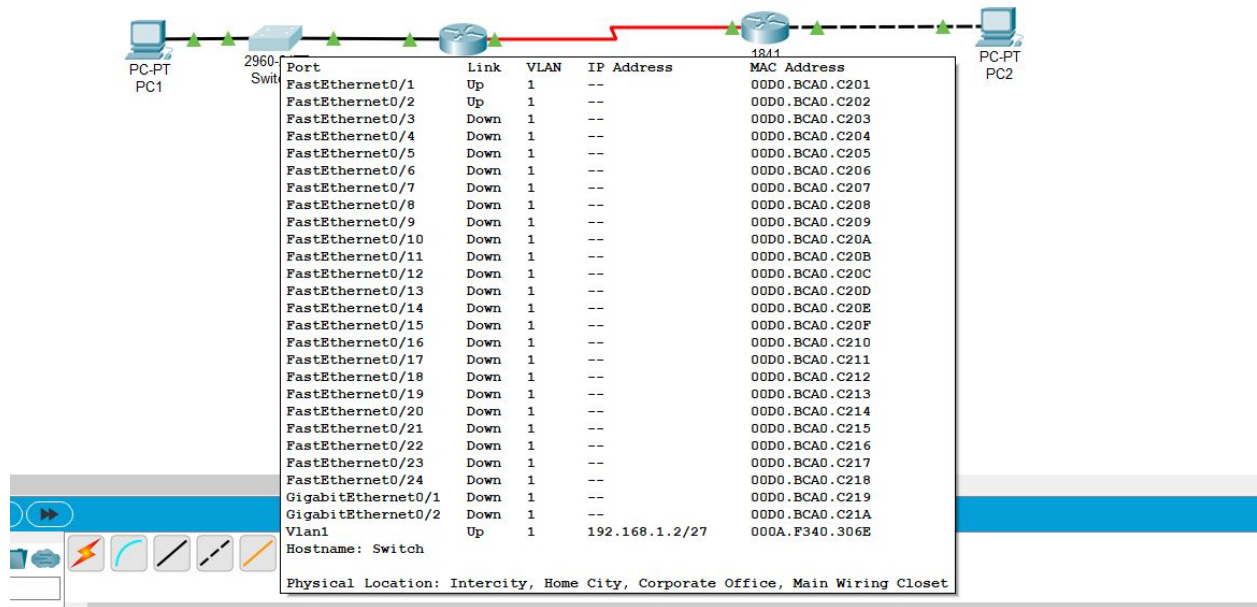 PC-PT
PC1
2960-
Swit
1841
PC-PT
PC2
Port Link VLAN IP Address MAC Address
FastEthernet0/1 Up 1 -- 00D0.BCA0.C201
FastEthernet0/2 Up 1 -- 00D0.BCA0.C202
FastEthernet0/3 Down 1 -- 00D0.BCA0.C203
FastEthernet0/4 Down 1 -- 00D0.BCA0.C204
FastEthernet0/5 Down 1 -- 00D0.BCA0.C205
FastEthernet0/6 Down 1 -- 00D0.BCA0.C206
FastEthernet0/7 Down 1 -- 00D0.BCA0.C207
FastEthernet0/8 Down 1 -- 00D0.BCA0.C208
FastEthernet0/9 Down 1 -- 00D0.BCA0.C209
FastEthernet0/10 Down 1 -- 00D0.BCA0.C20A
FastEthernet0/11 Down 1 -- 00D0.BCA0.C20B
FastEthernet0/12 Down 1 -- 00D0.BCA0.C20C
FastEthernet0/13 Down 1 -- 00D0.BCA0.C20D
FastEthernet0/14 Down 1 -- 00D0.BCA0.C20E
FastEthernet0/15 Down 1 -- 00D0.BCA0.C20F
FastEthernet0/16 Down 1 -- 00D0.BCA0.C210
FastEthernet0/17 Down 1 -- 00D0.BCA0.C211
FastEthernet0/18 Down 1 -- 00D0.BCA0.C212
FastEthernet0/19 Down 1 -- 00D0.BCA0.C213
FastEthernet0/20 Down 1 -- 00D0.BCA0.C214
FastEthernet0/21 Down 1 -- 00D0.BCA0.C215
FastEthernet0/22 Down 1 -- 00D0.BCA0.C216
FastEthernet0/23 Down 1 -- 00D0.BCA0.C217
FastEthernet0/24 Down 1 -- 00D0.BCA0.C218
GigabitEthernet0/1 Down 1 -- 00D0.BCA0.C219
GigabitEthernet0/2 Down 1 -- 00D0.BCA0.C21A
Vlan1 Up 1 192.168.1.2/27 000A.F340.306E
Hostname: Switch
Physical Location: Intercity, Home City, Corporate Office, Main Wiring Closet